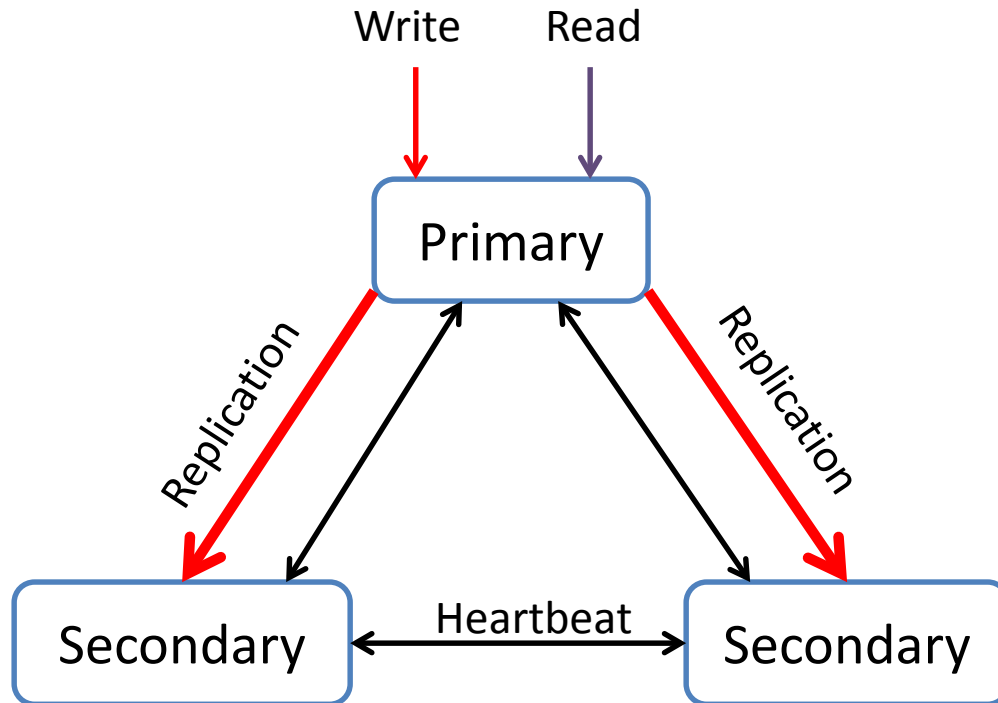 Write
Read
Primary
Replication
Replication
Heartbeat
Secondary
Secondary